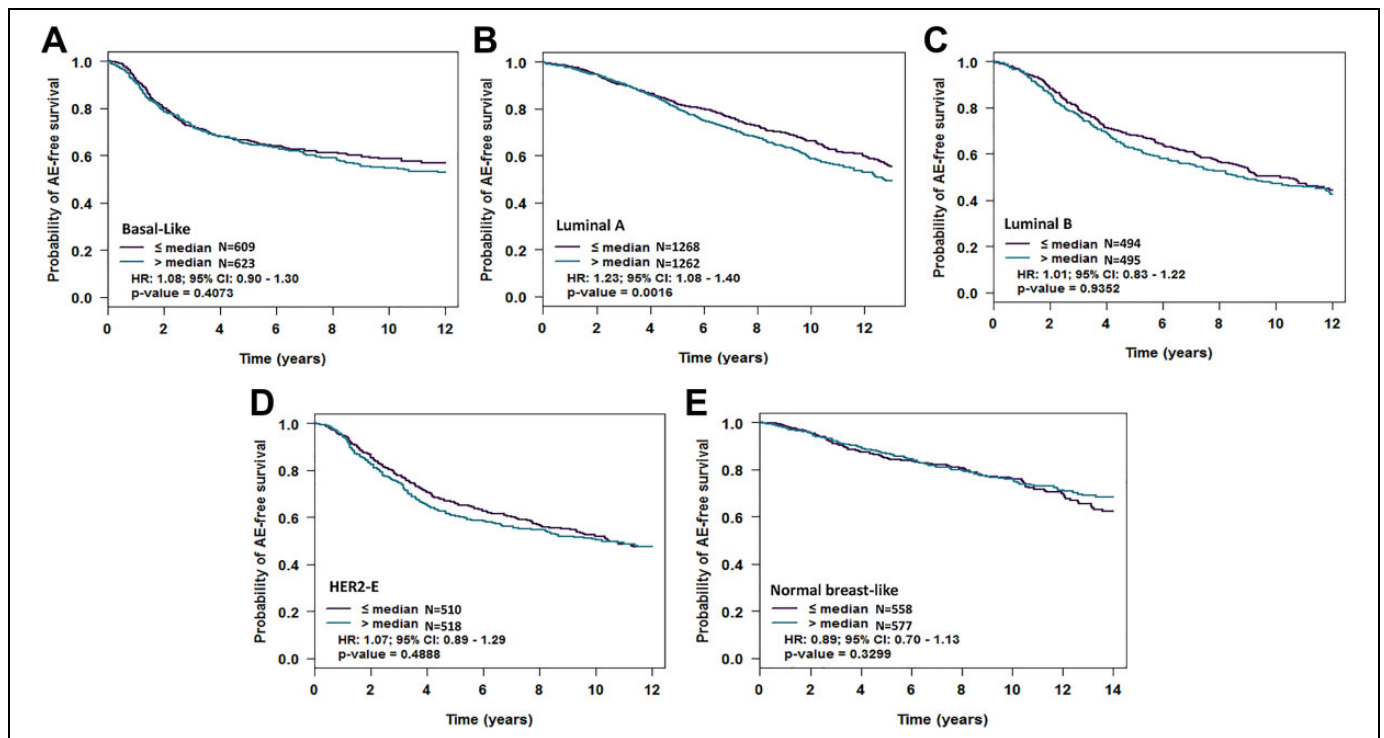 A
Probability of AE-free survival
1.0
0.8
0.6
0.4
0.2
0.0
Basal-Like
≤ median N=609
> median N=623
HR: 1.08; 95% CI: 0.90 - 1.30
p-value = 0.4073
0 2 4 6 8 10 12
Time (years)
B
Probability of AE-free survival
1.0
0.8
0.6
0.4
0.2
0.0
Luminal A
≤ median N=1268
> median N=1262
HR: 1.23; 95% CI: 1.08 - 1.40
p-value = 0.0016
0 2 4 6 8 10 12
Time (years)
C
Probability of AE-free survival
1.0
0.8
0.6
0.4
0.2
0.0
Luminal B
≤ median N=494
> median N=495
HR: 1.01; 95% CI: 0.83 - 1.22
p-value = 0.9352
0 2 4 6 8 10 12
Time (years)
D
Probability of AE-free survival
1.0
0.8
0.6
0.4
0.2
0.0
HER2-E
≤ median N=510
> median N=518
HR: 1.07; 95% CI: 0.89 - 1.29
p-value = 0.4888
0 2 4 6 8 10 12
Time (years)
E
Probability of AE-free survival
1.0
0.8
0.6
0.4
0.2
0.0
Normal breast-like
≤ median N=558
> median N=577
HR: 0.89; 95% CI: 0.70 - 1.13
p-value = 0.3299
0 2 4 6 8 10 12 14
Time (years)